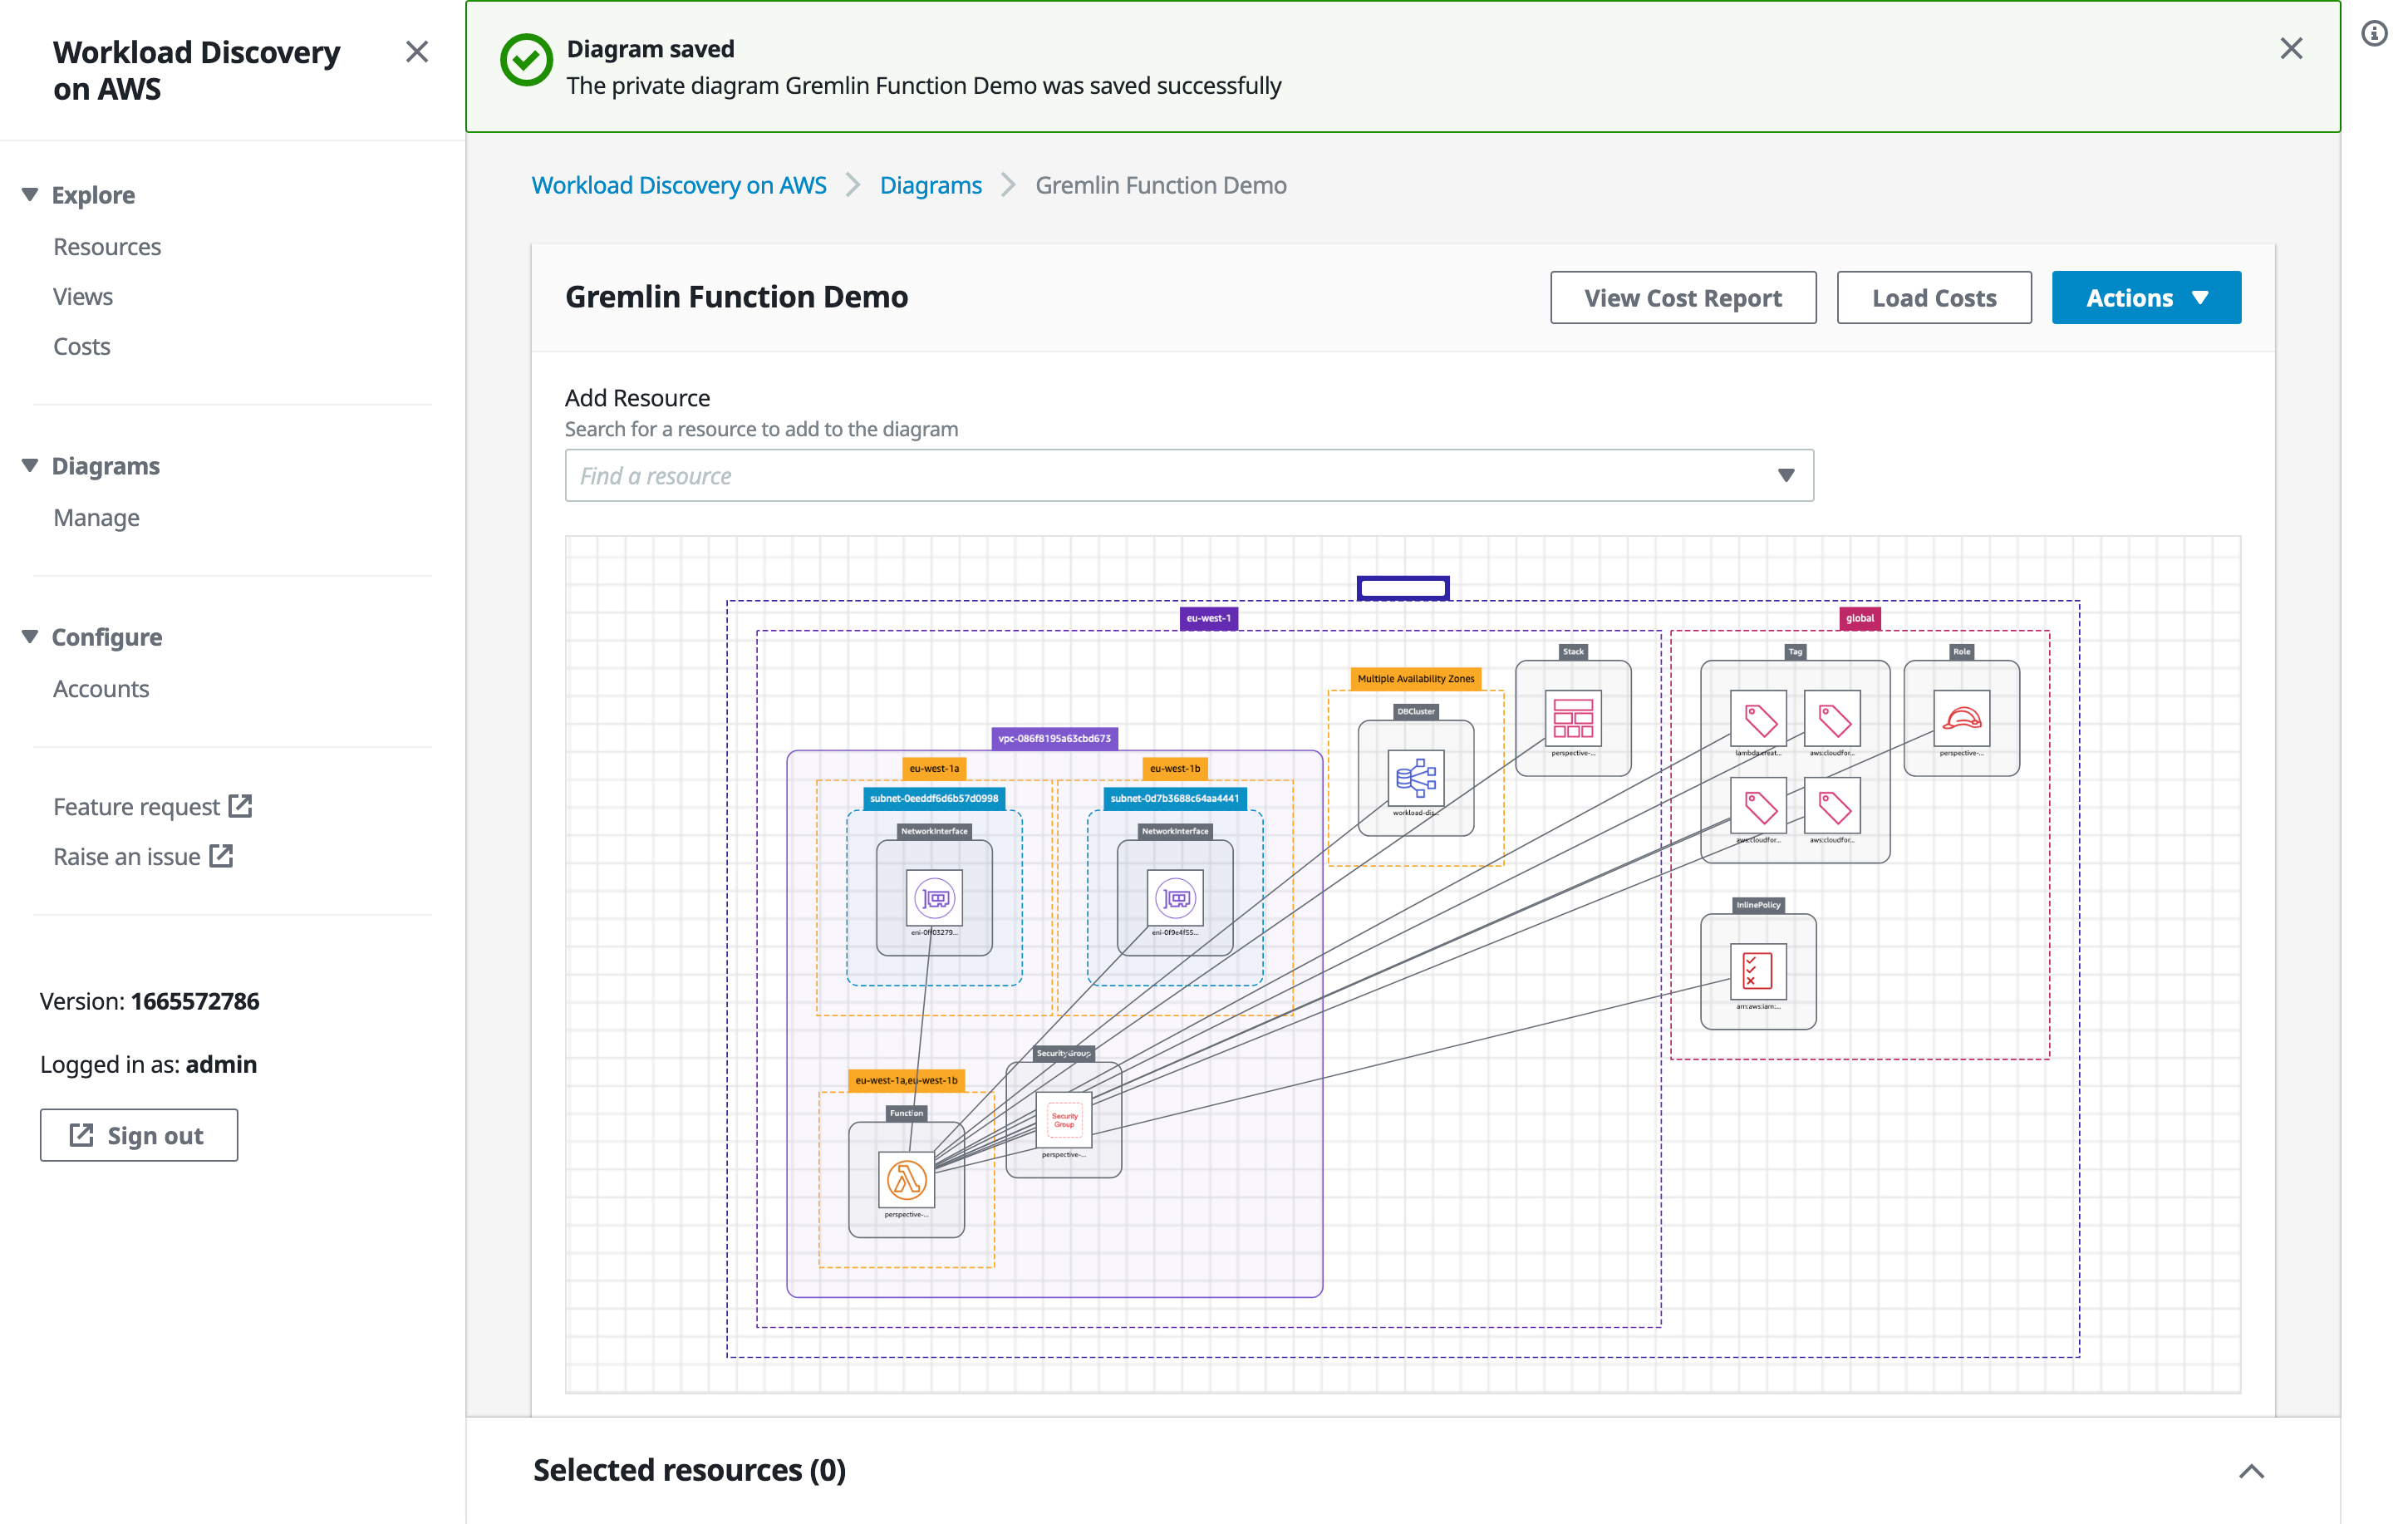 Workload Discovery
on AWS
Explore
Resources
Views
Costs
Diagrams
Manage
Configure
Accounts
Feature request
Raise an issue
Version: 1665572786
Logged in as: admin
Sign out
Diagram saved
The private diagram Gremlin Function Demo was saved successfully
Workload Discovery on AWS
Diagrams
Gremlin Function Demo
Gremlin Function Demo
View Cost Report
Load Costs
Actions
Add Resource
Search for a resource to add to the diagram
Find a resource
eu-west-1
global
Stack
Tag
Role
Multiple Availability Zones
DBCluster
perspective-...
lambda:creat...
aws:cloudfor...
perspective-...
vpc-086f8195a63cbd673
eu-west-1a
eu-west-1b
subnet-0eeddf6d6b57d0998
subnet-0d7b3688c64aa4441
workload-dis...
NetworkInterface
NetworkInterface
aws:cloudfor...
aws:cloudfor...
InlinePolicy
eni-0ff03279...
eni-0f9e4f55...
arn:aws:iam:...
SecurityGroup
eu-west-1a,eu-west-1b
Function
Security
Group
perspective-...
perspective-...
Selected resources (0)